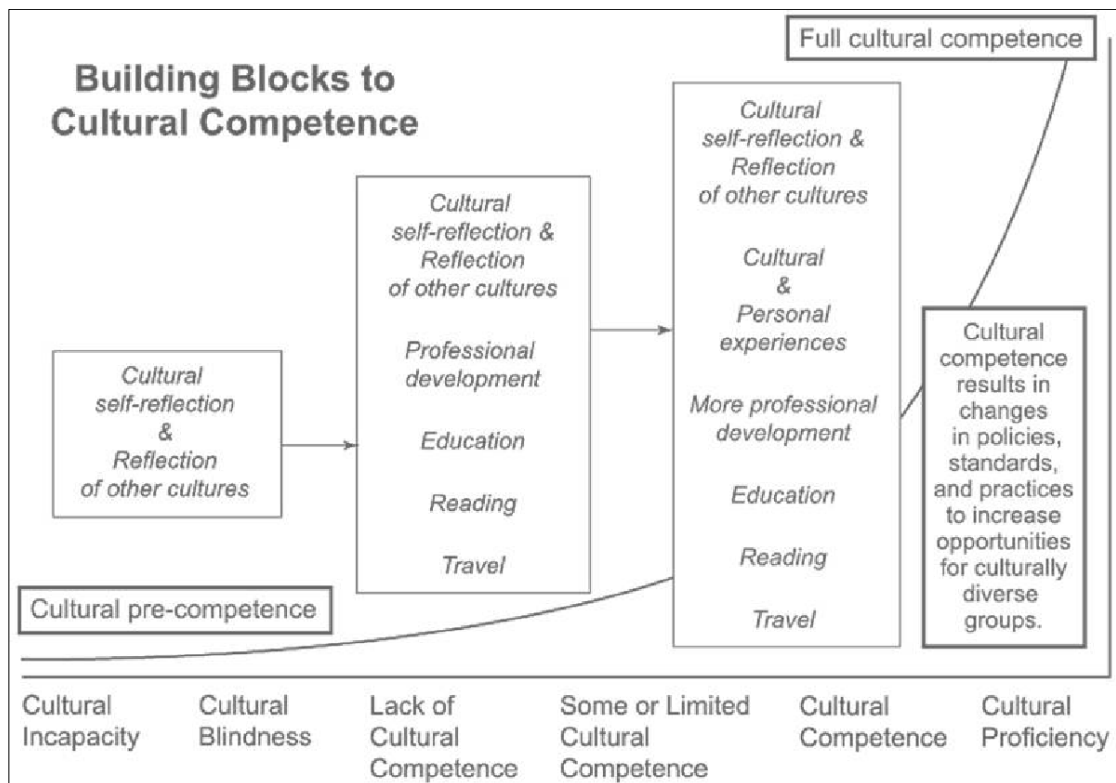 Building Blocks to
Cultural Competence
Full cultural competence
Cultural
self-reflection
&
Reflection
of other cultures
Cultural
self-reflection &
Reflection
of other cultures
Professional
development
Education
Reading
Travel
Cultural
self-reflection &
Reflection
of other cultures
Cultural
&
Personal
experiences
More professional
development
Education
Reading
Travel
Cultural
competence
results in
changes
in policies,
standards,
and practices
to increase
opportunities
for culturally
diverse
groups.
Cultural pre-competence
Cultural
Incapacity
Cultural
Blindness
Lack of
Cultural
Competence
Some or Limited
Cultural
Competence
Cultural
Competence
Cultural
Proficiency